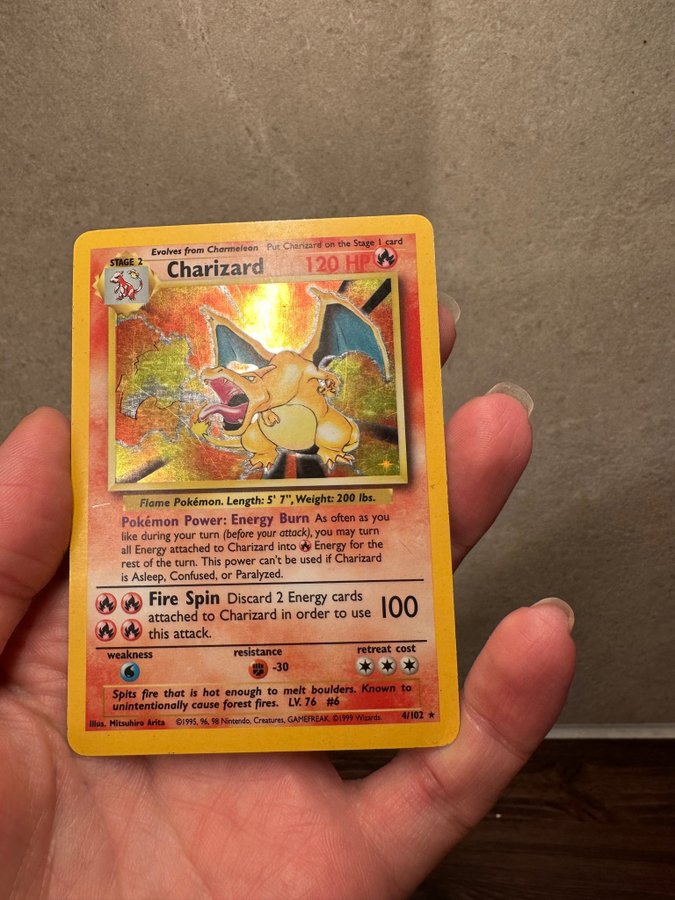 Evolves from Charmeleon Put Charizard on the Stage 1 card
STAGE 2
Charizard 120 HP
Flame Pokémon. Length: 5' 7", Weight: 200 lbs.
Pokémon Power: Energy Burn As often as you
like during your turn (before your attack), you may turn
all Energy attached to Charizard into Energy for the
rest of the turn. This power can't be used if Charizard
is Asleep, Confused, or Paralyzed.
Fire Spin Discard 2 Energy cards
attached to Charizard in order to use 100
this attack.
weakness resistance retreat cost
-30
Spits fire that is hot enough to melt boulders. Known to
unintentionally cause forest fires. LV. 76 #6
Illus. Mitsuhiro Arita ©1995, 96, 98 Nintendo, Creatures, GAMEFREAK. ©1999 Wizards. 4/102 ★